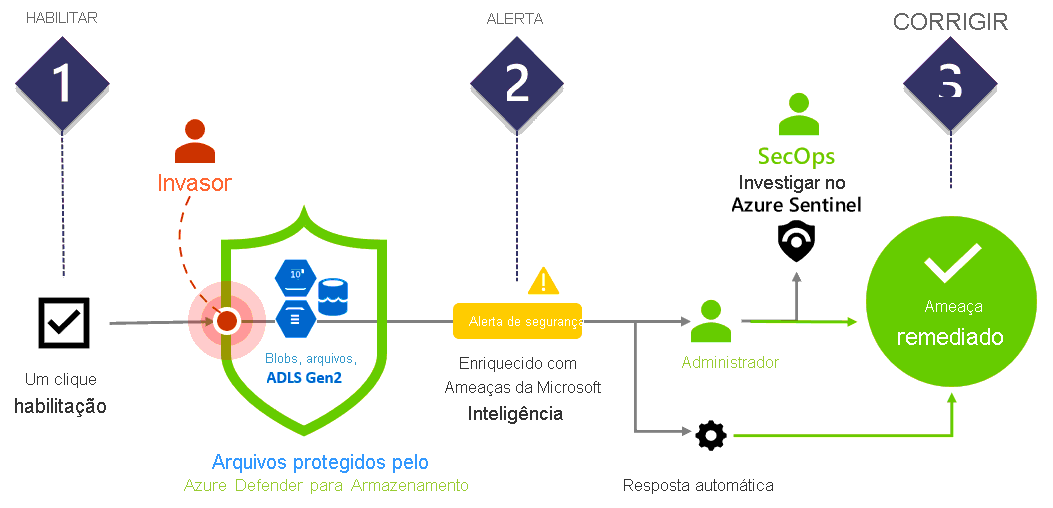 HABILITAR
ALERTA
CORRIGIR
1
2
3
Invasor
SecOps
Investigar no
Azure Sentinel
10
Blobs, arquivos,
ADLS Gen2
Um clique
habilitação
Alerta de segurança
Enriquecido com
Ameaças da Microsoft
Inteligência
Administrador
Ameaça
remediado
Arquivos protegidos pelo
Azure Defender para Armazenamento
Resposta automática